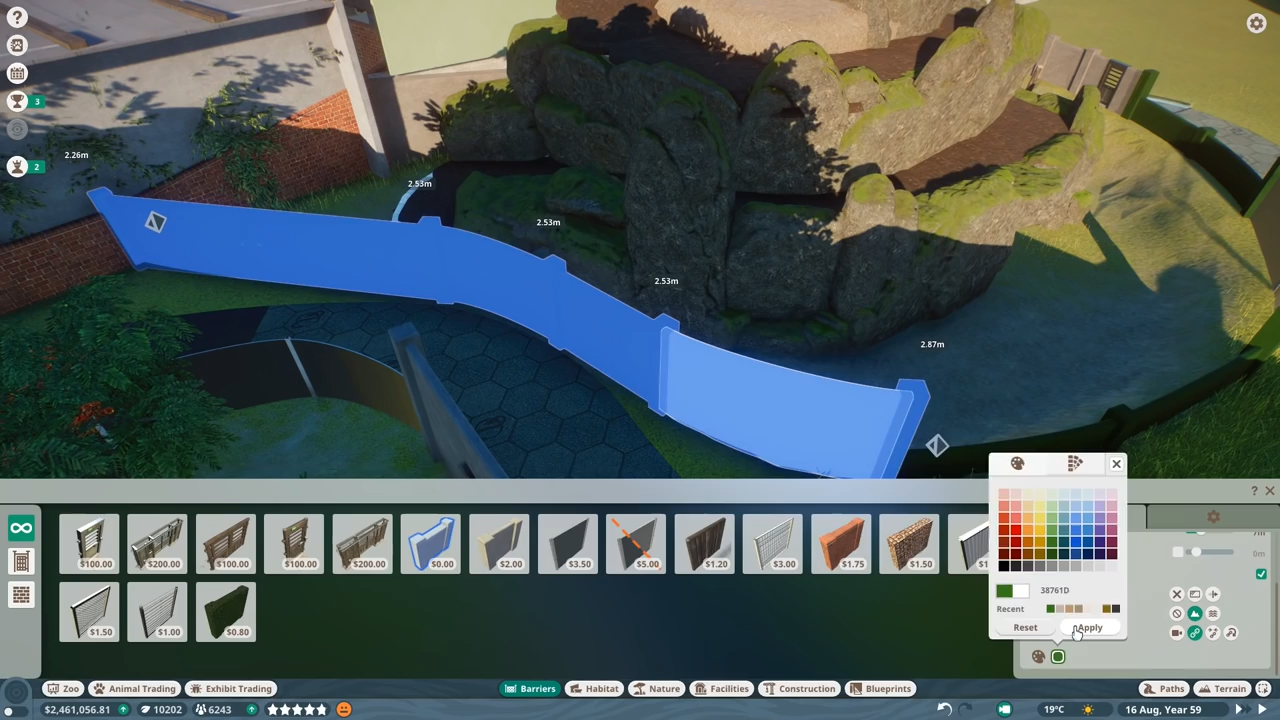 ?
3
2
2.26m
2.53m
2.53m
2.53m
2.87m
? ×
$100.00 $200.00 $100.00 $100.00 $200.00 $0.00 $2.00 $3.50 $5.00 $1.20 $3.00 $1.75 $1.50
$1.50 $1.00 $0.80
0m
38761D
Recent
Reset Apply
Zoo Animal Trading Exhibit Trading Barriers Habitat Nature Facilities Construction Blueprints Paths Terrain
$2,461,056.81 10202 6243 19°C 16 Aug, Year 59